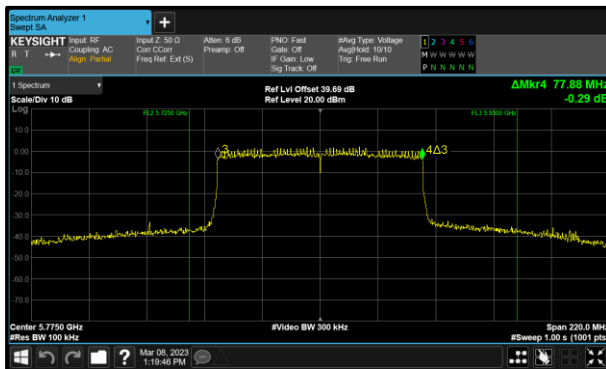 Spectrum Analyzer 1
Swept SA
KEYSIGHT
R T
Input: RF
Coupling: AC
Align: Partial
Input Z: 50 Ω
Corr CCorr
Freq Ref: Ext (S)
Atten: 6 dB
Preamp: Off
PNO: Fast
Gate: Off
IF Gain: Low
Sig Track: Off
#Avg Type: Voltage
Avg|Hold: 10/10
Trig: Free Run
1 2 3 4 5 6
M W W W W W
P N N N N N
1 Spectrum
Scale/Div 10 dB
Ref Lvl Offset 39.69 dB
Ref Level 20.00 dBm
ΔMkr4 77.88 MHz
-0.29 dB
Log
FL2 5.7250 GHz
FL3 5.8500 GHz
10.0
0.00
-10.0
-20.0
-30.0
-40.0
-50.0
-60.0
-70.0
3
4Δ3
Center 5.7750 GHz
#Res BW 100 kHz
#Video BW 300 kHz
Span 220.0 MHz
#Sweep 1.00 s (1001 pts)
?
Mar 08, 2023
1:19:46 PM